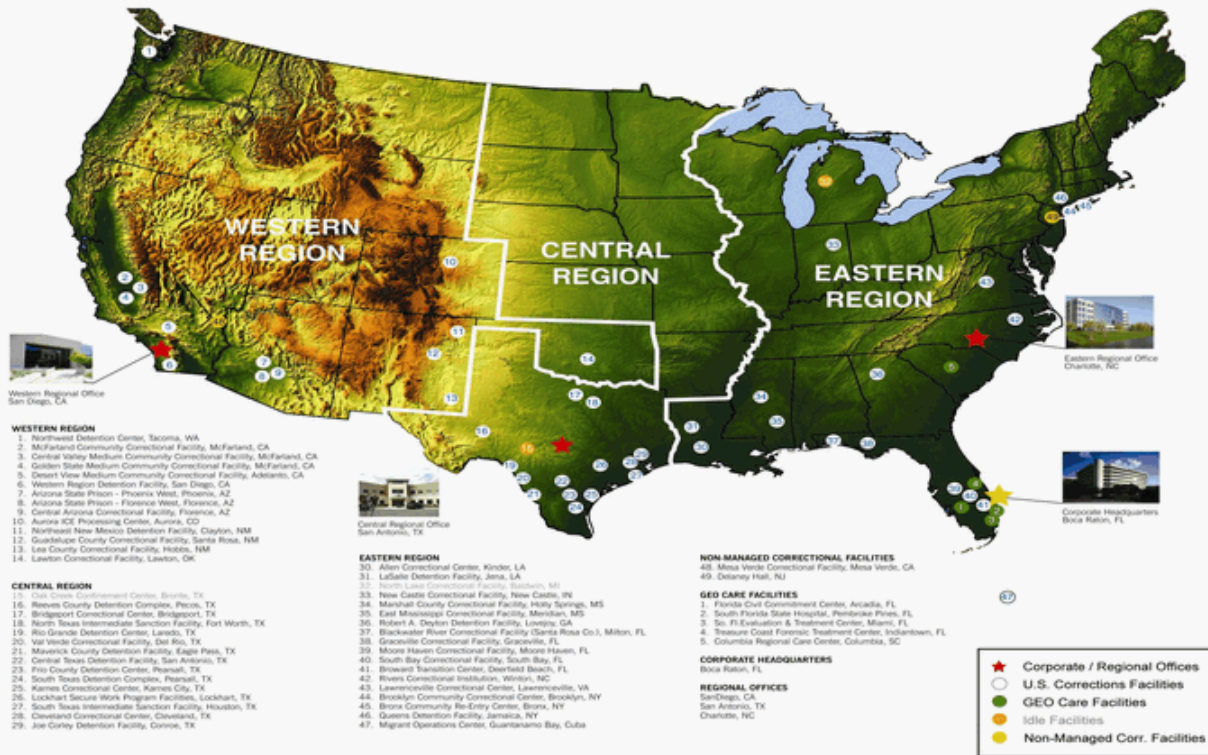 WESTERN
REGION
CENTRAL
REGION
EASTERN
REGION
Western Regional Office
San Diego, CA
Eastern Regional Office
Charlotte, NC
Central Regional Office
San Antonio, TX
Corporate Headquarters
Boca Raton, FL
WESTERN REGION
1. Northwest Detention Center, Tacoma, WA
2. McFarland Community Correctional Facility, McFarland, CA
3. Central Valley Medium Community Correctional Facility, McFarland, CA
4. Golden State Medium Community Correctional Facility, McFarland, CA
5. Desert View Medium Community Correctional Facility, Adelanto, CA
6. Western Region Detention Facility, San Diego, CA
7. Arizona State Prison - Phoenix West, Phoenix, AZ
8. Arizona State Prison - Florence West, Florence, AZ
9. Central Arizona Correctional Facility, Florence, AZ
10. Aurora ICE Processing Center, Aurora, CO
11. Northeast New Mexico Detention Facility, Clayton, NM
12. Guadalupe County Correctional Facility, Santa Rosa, NM
13. Lea County Correctional Facility, Hobbs, NM
14. Lawton Correctional Facility, Lawton, OK
CENTRAL REGION
15. Oak Creek Confinement Center, Bronte, TX
16. Reeves County Detention Complex, Pecos, TX
17. Bridgeport Correctional Center, Bridgeport, TX
18. North Texas Intermediate Sanction Facility, Fort Worth, TX
19. Rio Grande Detention Center, Laredo, TX
20. Val Verde Correctional Facility, Del Rio, TX
21. Maverick County Detention Facility, Eagle Pass, TX
22. Central Texas Detention Facility, San Antonio, TX
23. Frio County Detention Center, Pearsall, TX
24. South Texas Detention Complex, Pearsall, TX
25. Karnes Correctional Center, Karnes City, TX
26. Lockhart Secure Work Program Facilities, Lockhart, TX
27. South Texas Intermediate Sanction Facility, Houston, TX
28. Cleveland Correctional Center, Cleveland, TX
29. Joe Corley Detention Facility, Conroe, TX
EASTERN REGION
30. Allen Correctional Center, Kinder, LA
31. LaSalle Detention Facility, Jena, LA
32. North Lake Correctional Facility, Baldwin, MI
33. New Castle Correctional Facility, New Castle, IN
34. Marshall County Correctional Facility, Holly Springs, MS
35. East Mississippi Correctional Facility, Meridian, MS
36. Robert A. Deyton Detention Facility, Lovejoy, GA
37. Blackwater River Correctional Facility (Santa Rosa Co.), Milton, FL
38. Graceville Correctional Facility, Graceville, FL
39. Moore Haven Correctional Facility, Moore Haven, FL
40. South Bay Correctional Facility, South Bay, FL
41. Broward Transition Center, Deerfield Beach, FL
42. Rivers Correctional Institution, Winton, NC
43. Lawrenceville Correctional Center, Lawrenceville, VA
44. Brooklyn Community Correctional Center, Brooklyn, NY
45. Bronx Community Re-Entry Center, Bronx, NY
46. Queens Detention Facility, Jamaica, NY
47. Migrant Operations Center, Guantanamo Bay, Cuba
NON-MANAGED CORRECTIONAL FACILITIES
48. Mesa Verde Correctional Facility, Mesa Verde, CA
49. Delaney Hall, NJ
GEO CARE FACILITIES
1. Florida Civil Commitment Center, Arcadia, FL
2. South Florida State Hospital, Pembroke Pines, FL
3. So. Fl.Evaluation & Treatment Center, Miami, FL
4. Treasure Coast Forensic Treatment Center, Indiantown, FL
5. Columbia Regional Care Center, Columbia, SC
CORPORATE HEADQUARTERS
Boca Raton, FL
REGIONAL OFFICES
SanDiego, CA
San Antonio, TX
Charlotte, NC
Corporate / Regional Offices
U.S. Corrections Facilities
GEO Care Facilities
Idle Facilities
Non-Managed Corr. Facilities